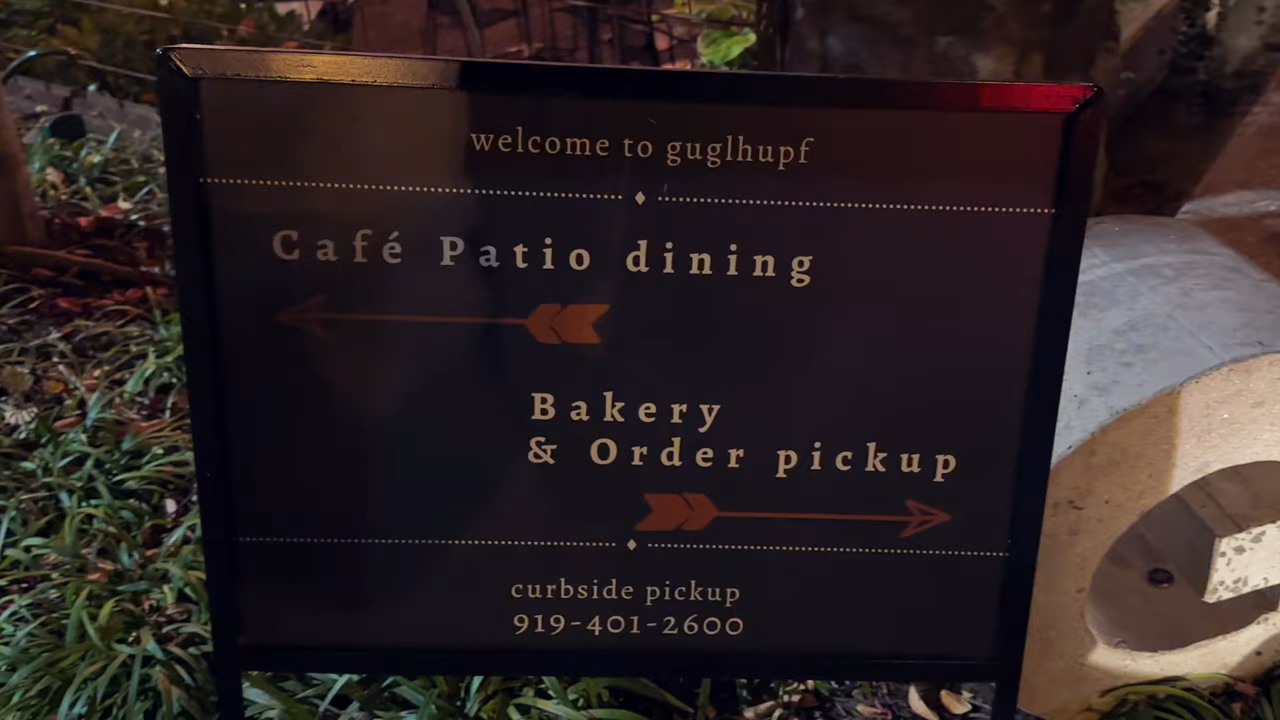 welcome to guglhupf
Café Patio dining
Bakery
& Order pickup
curbside pickup
919-401-2600